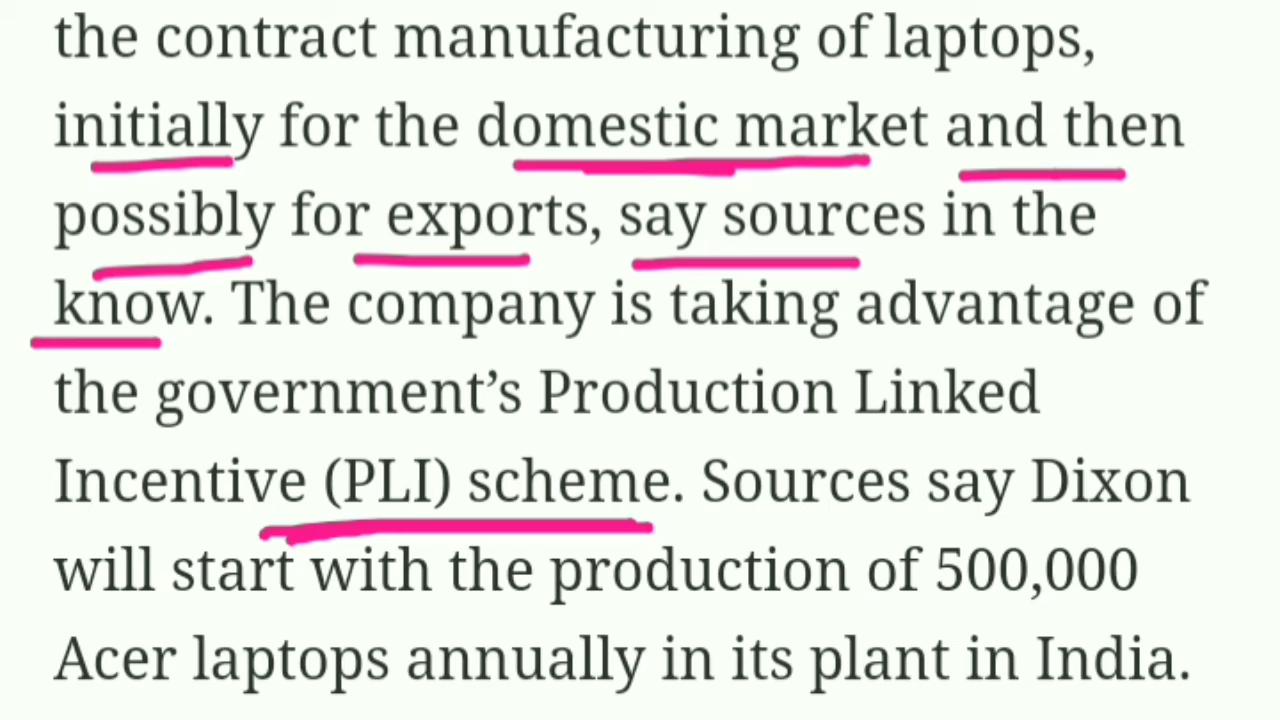 the contract manufacturing of laptops,
initially for the domestic market and then
possibly for exports, say sources in the
know. The company is taking advantage of
the government’s Production Linked
Incentive (PLI) scheme. Sources say Dixon
will start with the production of 500,000
Acer laptops annually in its plant in India.